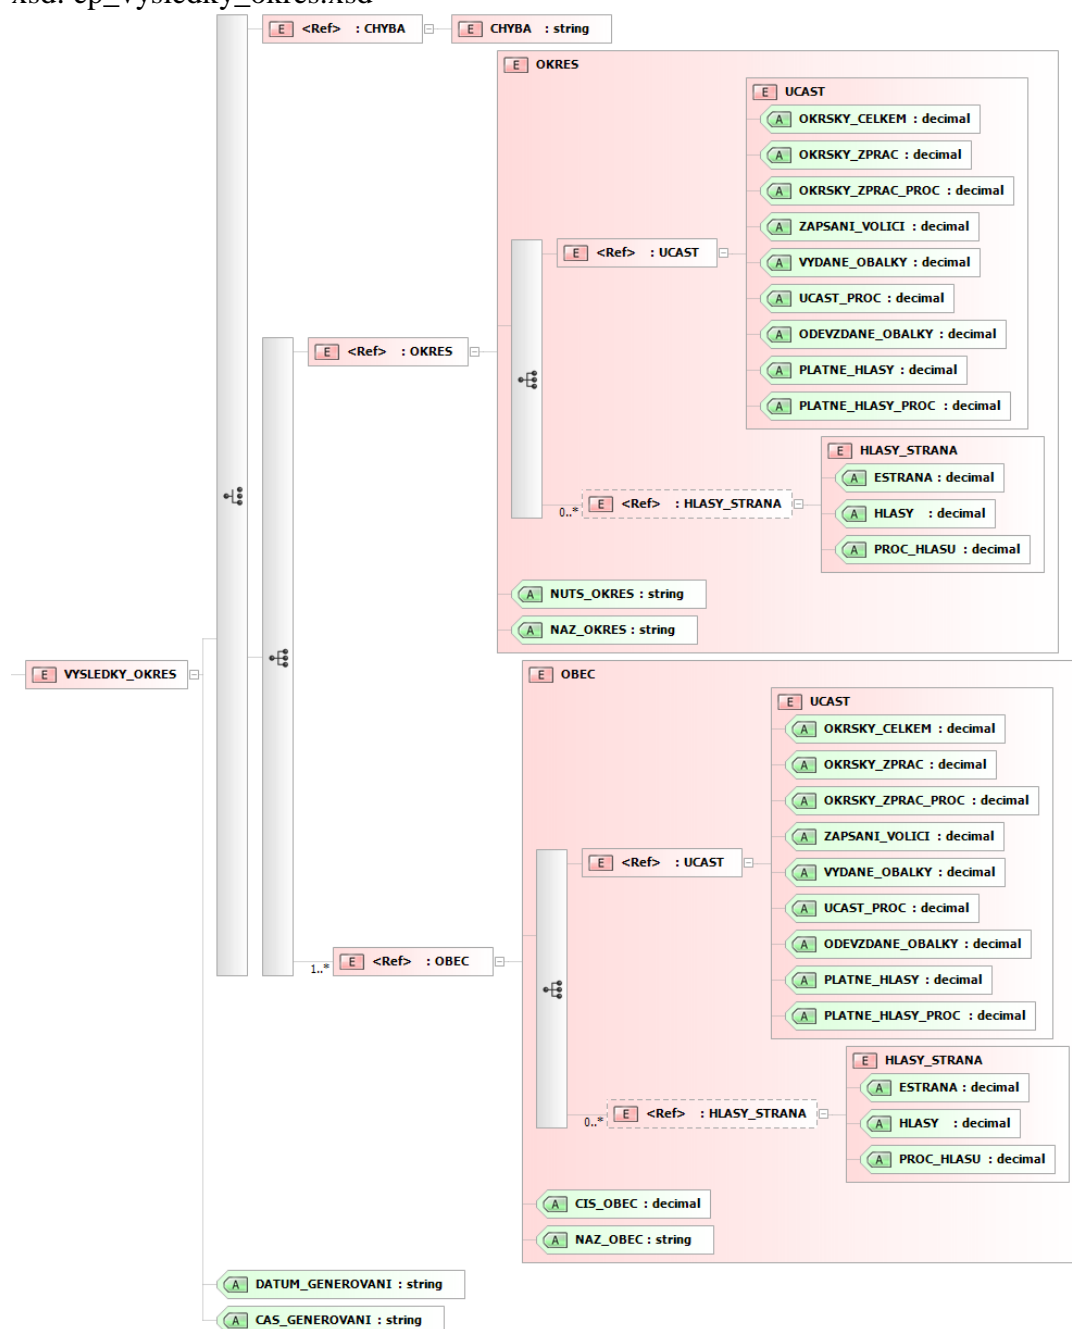 xsd: ep_vysledky_okres.xsd
E <Ref> : CHYBA
E CHYBA : string
E OKRES
E UCAST
A OKRSKY_CELKEM : decimal
A OKRSKY_ZPRAC : decimal
A OKRSKY_ZPRAC_PROC : decimal
A ZAPSANI_VOLICI : decimal
E <Ref> : UCAST
A VYDANE_OBALKY : decimal
A UCAST_PROC : decimal
A ODEVZDANE_OBALKY : decimal
E <Ref> : OKRES
A PLATNE_HLASY : decimal
A PLATNE_HLASY_PROC : decimal
E HLASY_STRANA
A ESTRANA : decimal
E <Ref> : HLASY_STRANA
0..*
A HLASY : decimal
A PROC_HLASU : decimal
A NUTS_OKRES : string
A NAZ_OKRES : string
E VYSLEDKY_OKRES
E OBEC
E UCAST
A OKRSKY_CELKEM : decimal
A OKRSKY_ZPRAC : decimal
A OKRSKY_ZPRAC_PROC : decimal
A ZAPSANI_VOLICI : decimal
E <Ref> : UCAST
A VYDANE_OBALKY : decimal
A UCAST_PROC : decimal
A ODEVZDANE_OBALKY : decimal
E <Ref> : OBEC
1..*
A PLATNE_HLASY : decimal
A PLATNE_HLASY_PROC : decimal
E HLASY_STRANA
A ESTRANA : decimal
E <Ref> : HLASY_STRANA
0..*
A HLASY : decimal
A PROC_HLASU : decimal
A CIS_OBEC : decimal
A NAZ_OBEC : string
A DATUM_GENEROVANI : string
A CAS_GENEROVANI : string